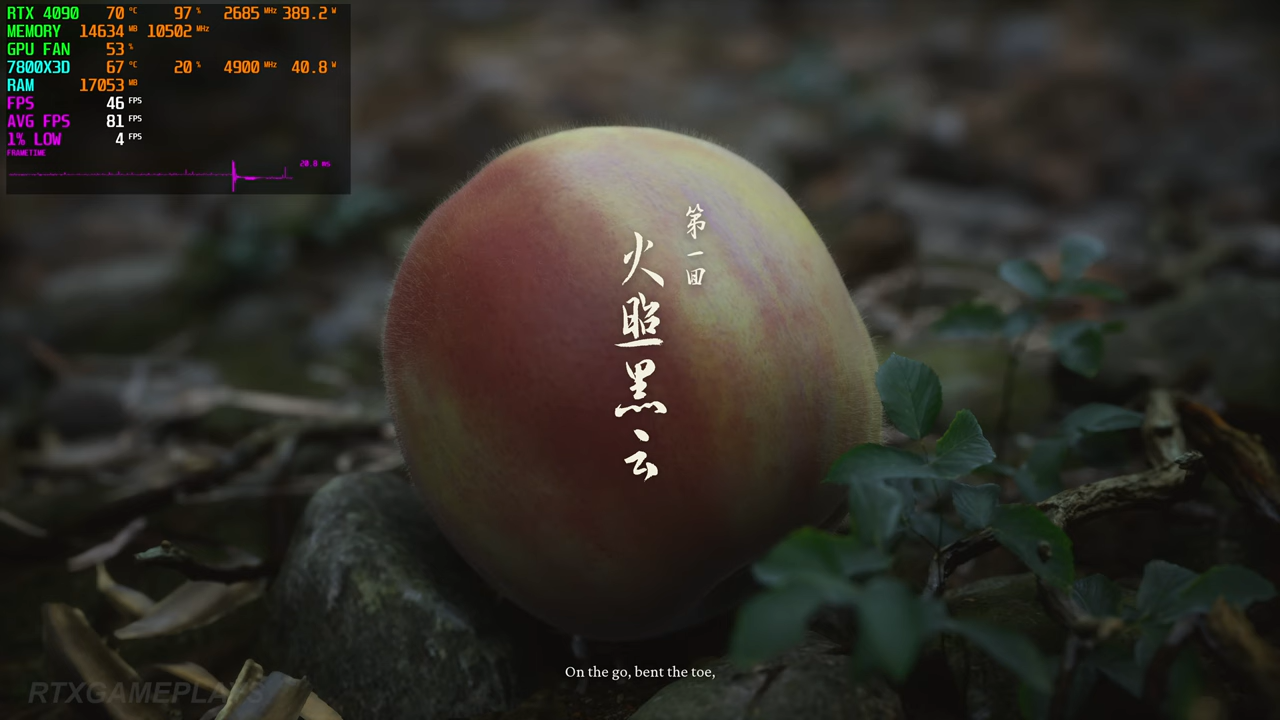 RTX 4090 70 °C 97 % 2685 MHz 389.2 W
MEMORY 14634 MB 10502 MHz
GPU FAN 53 %
7800X3D 67 °C 20 % 4900 MHz 40.8 W
RAM 17053 MB
FPS 46 FPS
AVG FPS 81 FPS
1% LOW 4 FPS
FRAMETIME 20.8 ms
第一回
火照黑云
On the go, bent the toe,
RTXGAMEPLAYS